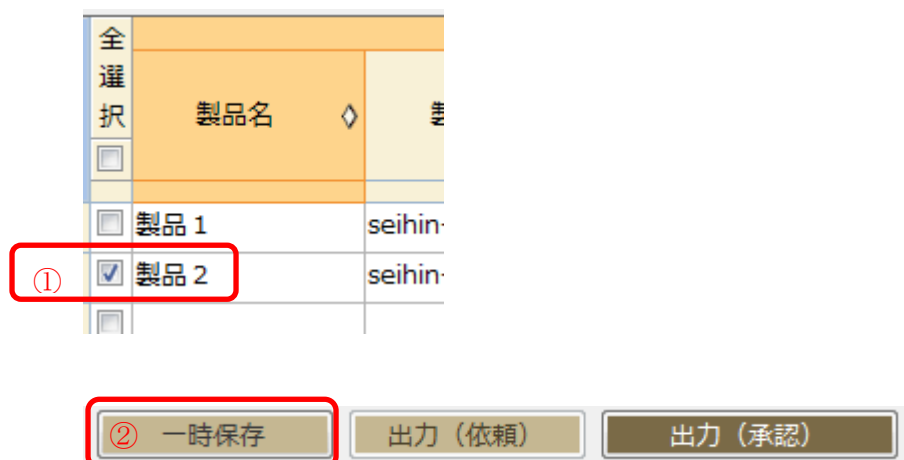 全選択
製品名 ◇
製品 1 seihin-
① 製品 2 seihin-
② 一時保存 出力（依頼） 出力（承認）